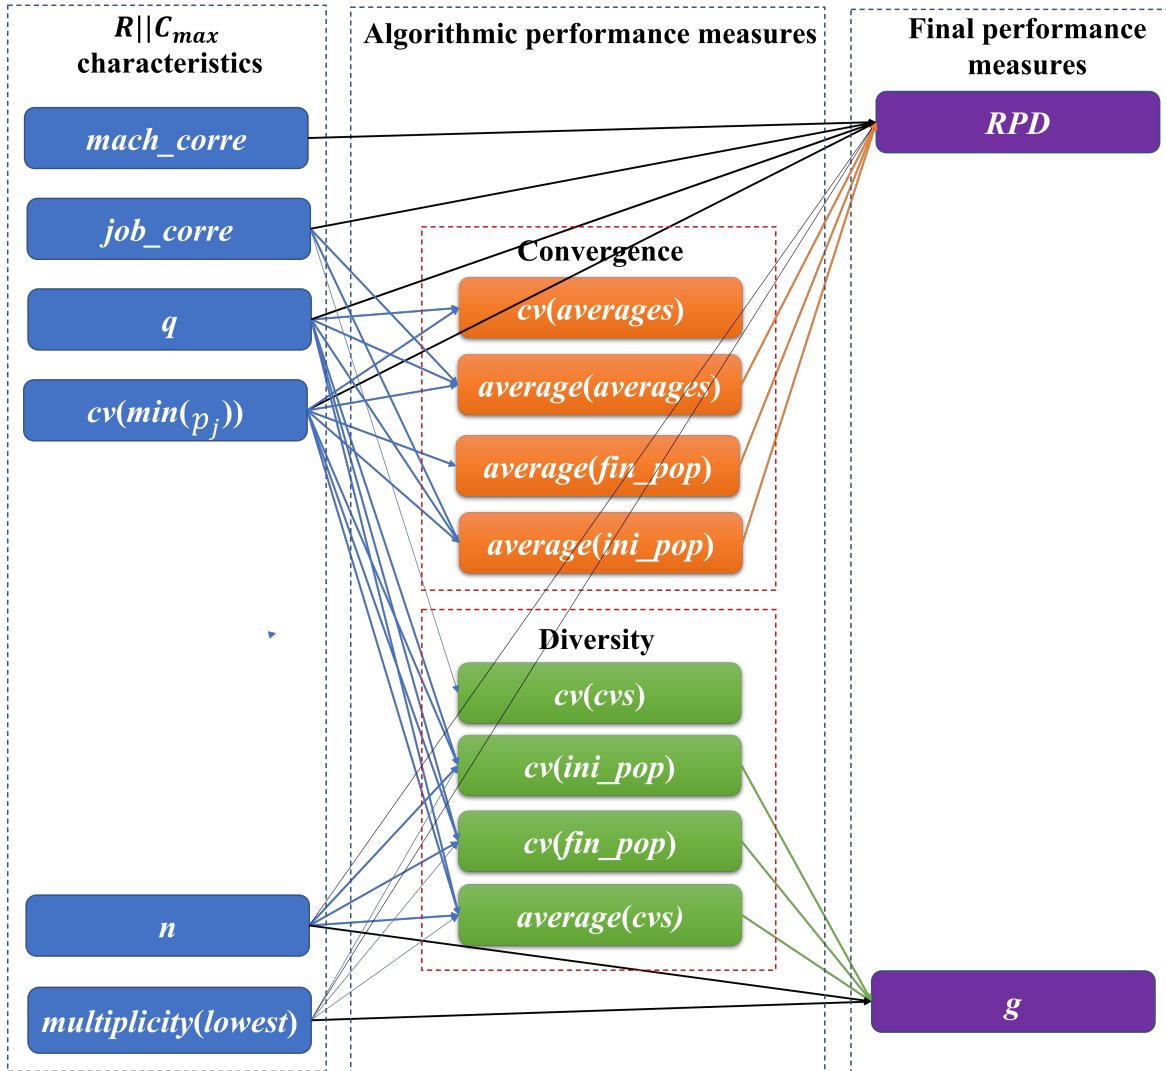 R||C_max
characteristics
mach_corre
job_corre
q
cv(min(p_j))
n
multiplicity(lowest)
Algorithmic performance measures
Convergence
cv(averages)
average(averages)
average(fin_pop)
average(ini_pop)
Diversity
cv(cvs)
cv(ini_pop)
cv(fin_pop)
average(cvs)
Final performance
measures
RPD
g